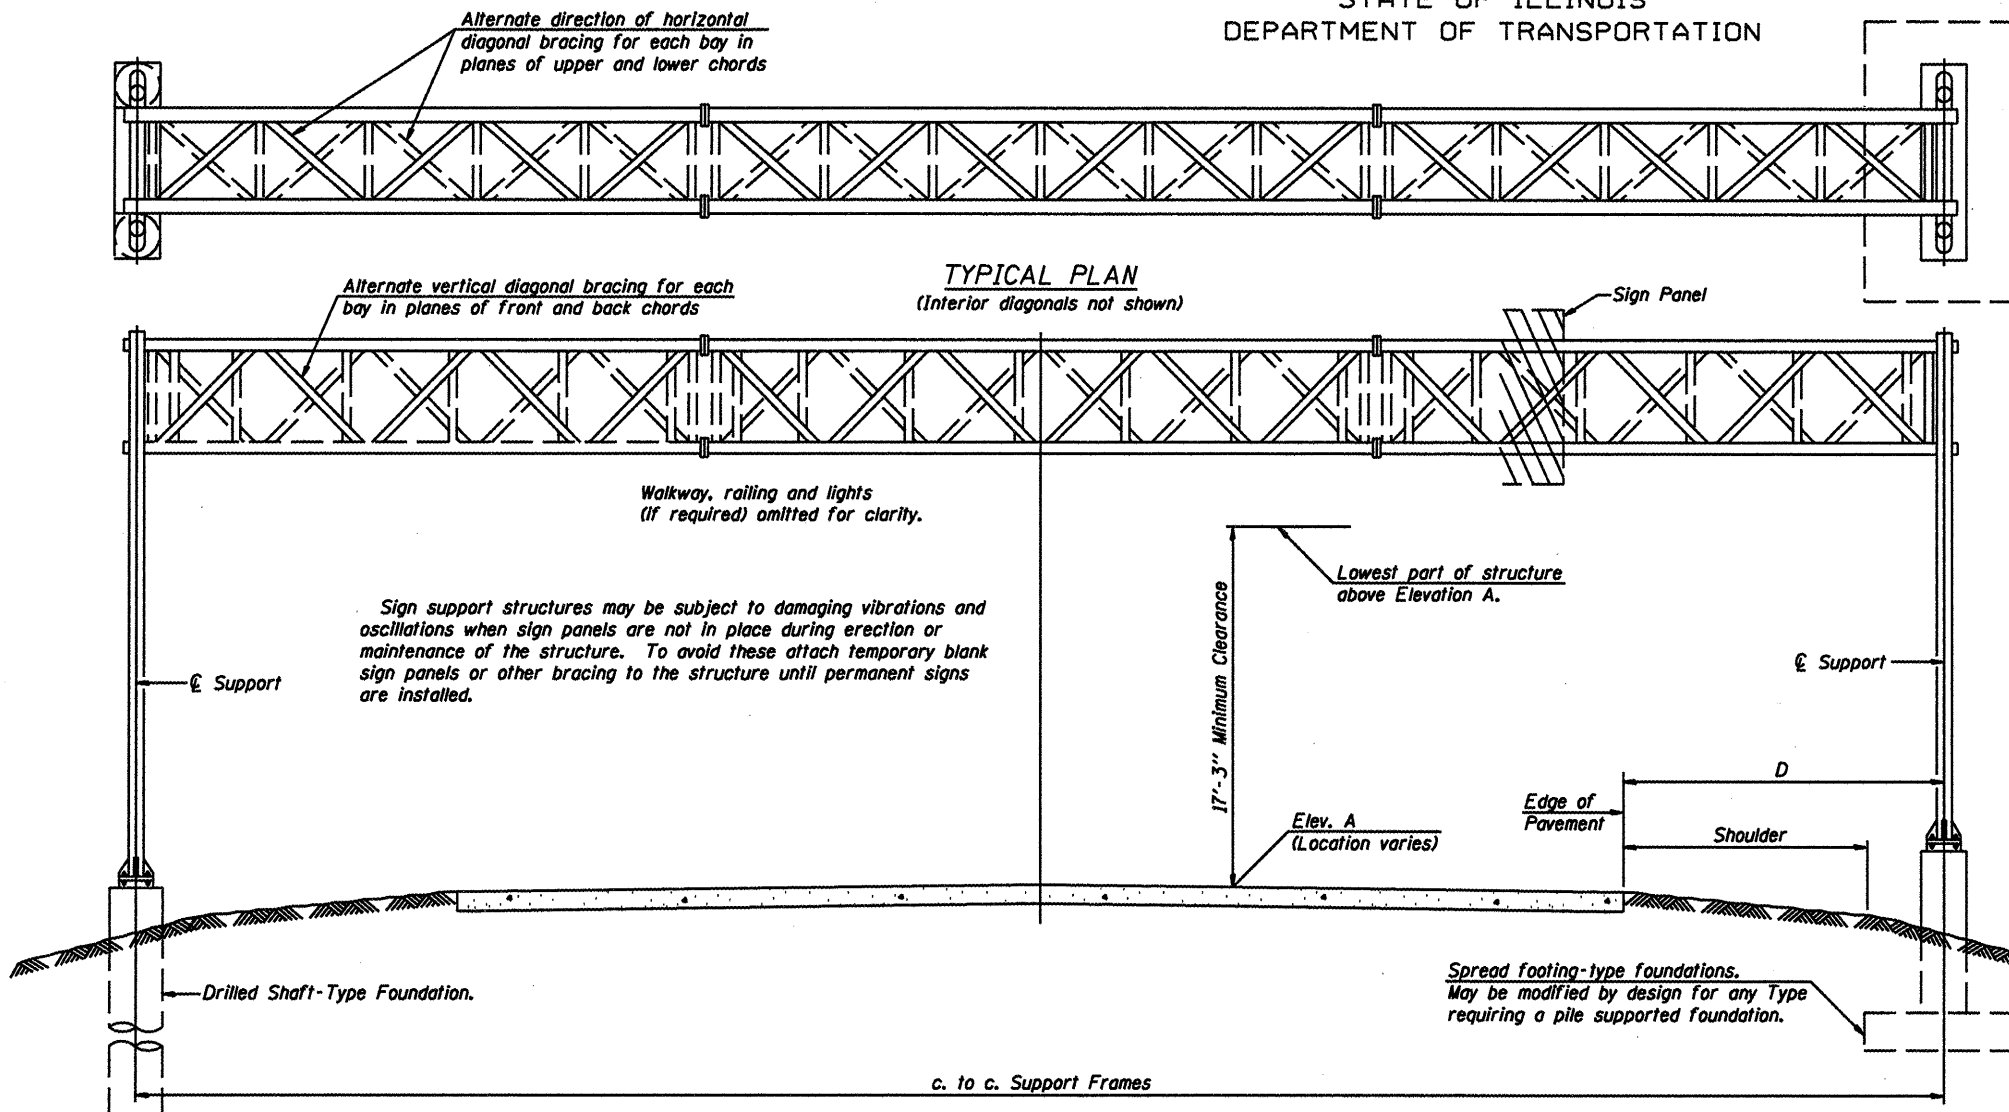 STATE OF ILLINOIS
DEPARTMENT OF TRANSPORTATION
Alternate direction of horizontal
diagonal bracing for each bay in
planes of upper and lower chords
TYPICAL PLAN
(Interior diagonals not shown)
Alternate vertical diagonal bracing for each
bay in planes of front and back chords
Sign Panel
Walkway, railing and lights
(if required) omitted for clarity.
Lowest part of structure
above Elevation A.
17'-3" Minimum Clearance
Sign support structures may be subject to damaging vibrations and
oscillations when sign panels are not in place during erection or
maintenance of the structure. To avoid these attach temporary blank
sign panels or other bracing to the structure until permanent signs
are installed.
℄ Support
℄ Support
D
Edge of
Pavement
Shoulder
Elev. A
(Location varies)
Drilled Shaft-Type Foundation.
Spread footing-type foundations.
May be modified by design for any Type
requiring a pile supported foundation.
c. to c. Support Frames